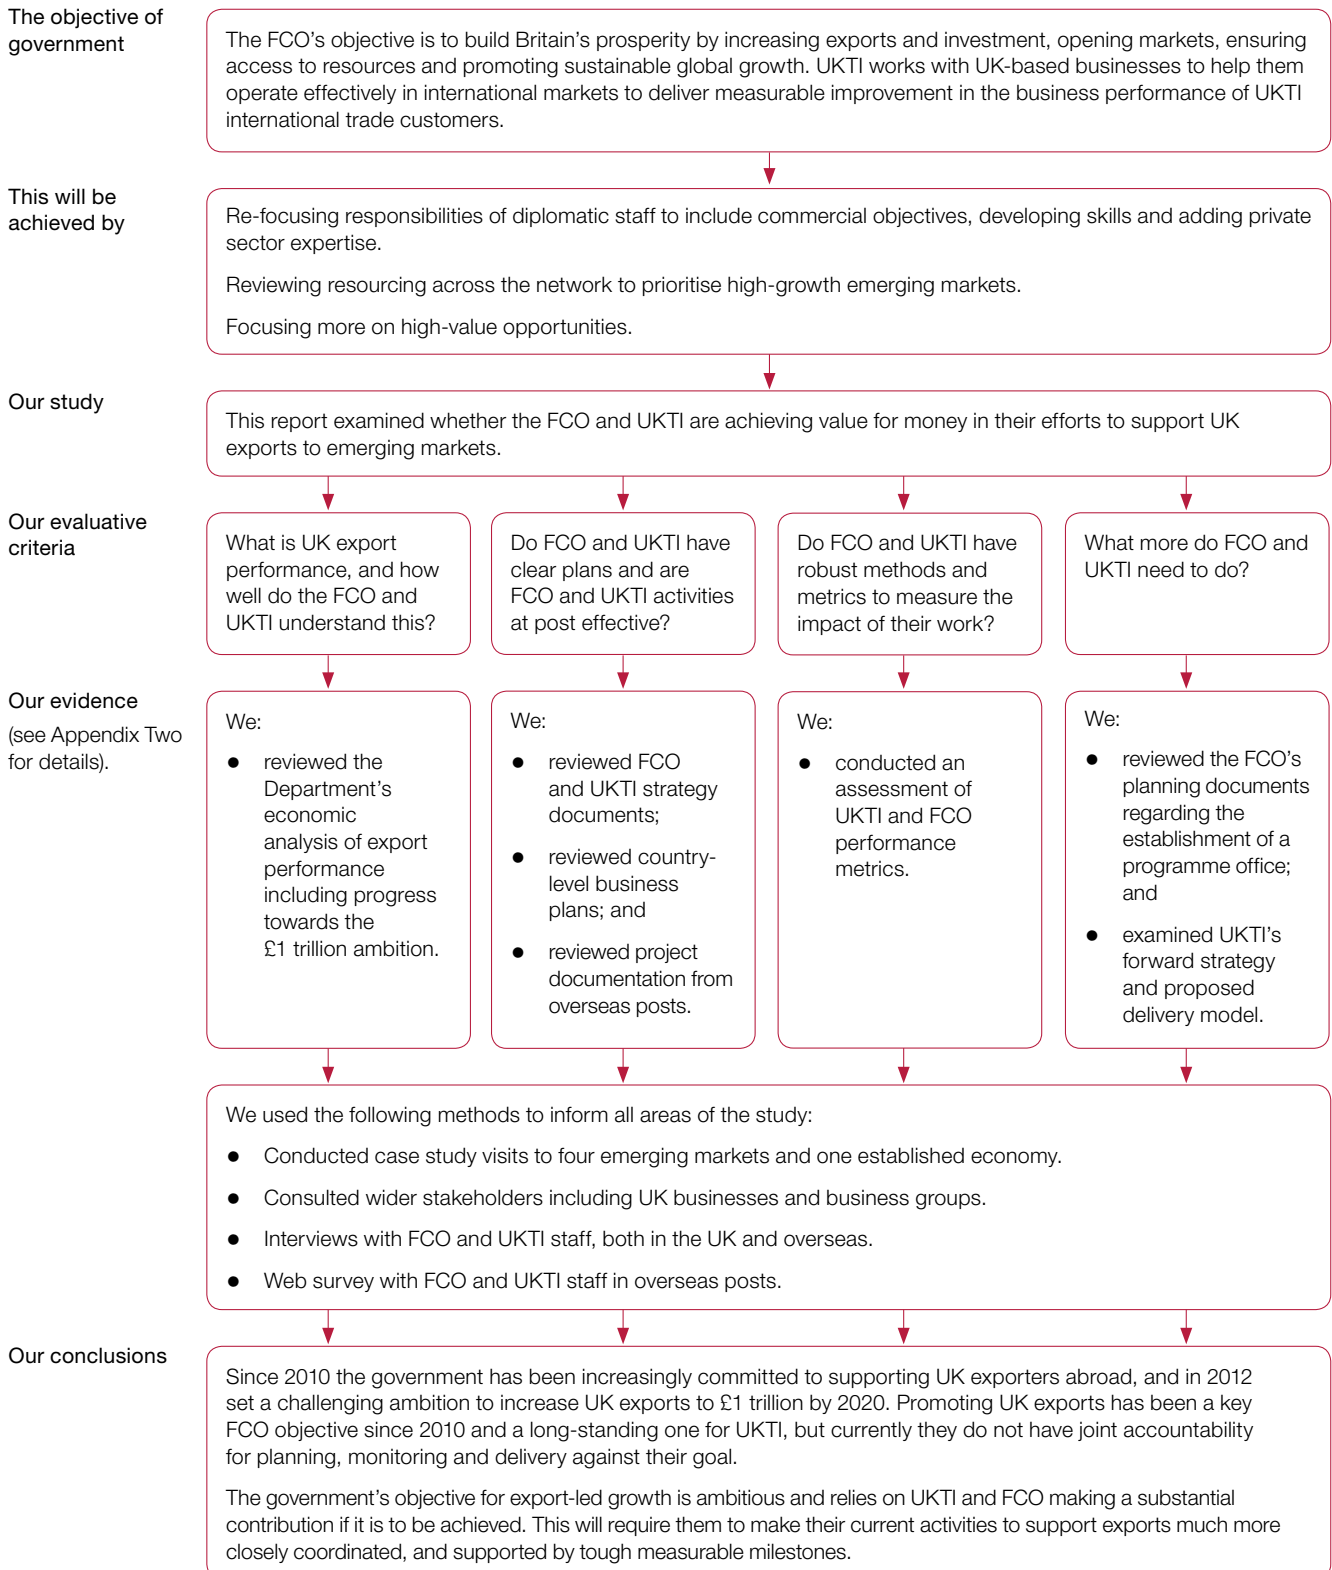 The objective of
government
The FCO’s objective is to build Britain’s prosperity by increasing exports and investment, opening markets, ensuring
access to resources and promoting sustainable global growth. UKTI works with UK-based businesses to help them
operate effectively in international markets to deliver measurable improvement in the business performance of UKTI
international trade customers.
This will be
achieved by
Re-focusing responsibilities of diplomatic staff to include commercial objectives, developing skills and adding private
sector expertise.
Reviewing resourcing across the network to prioritise high-growth emerging markets.
Focusing more on high-value opportunities.
Our study
This report examined whether the FCO and UKTI are achieving value for money in their efforts to support UK
exports to emerging markets.
Our evaluative
criteria
What is UK export
performance, and how
well do the FCO and
UKTI understand this?
Do FCO and UKTI have
clear plans and are
FCO and UKTI activities
at post effective?
Do FCO and UKTI have
robust methods and
metrics to measure the
impact of their work?
What more do FCO and
UKTI need to do?
Our evidence
(see Appendix Two
for details).
We:
● reviewed the
Department’s
economic
analysis of export
performance
including progress
towards the
£1 trillion ambition.
We:
● reviewed FCO
and UKTI strategy
documents;
● reviewed country-
level business
plans; and
● reviewed project
documentation from
overseas posts.
We:
● conducted an
assessment of
UKTI and FCO
performance
metrics.
We:
● reviewed the FCO’s
planning documents
regarding the
establishment of a
programme office;
and
● examined UKTI’s
forward strategy
and proposed
delivery model.
We used the following methods to inform all areas of the study:
● Conducted case study visits to four emerging markets and one established economy.
● Consulted wider stakeholders including UK businesses and business groups.
● Interviews with FCO and UKTI staff, both in the UK and overseas.
● Web survey with FCO and UKTI staff in overseas posts.
Our conclusions
Since 2010 the government has been increasingly committed to supporting UK exporters abroad, and in 2012
set a challenging ambition to increase UK exports to £1 trillion by 2020. Promoting UK exports has been a key
FCO objective since 2010 and a long-standing one for UKTI, but currently they do not have joint accountability
for planning, monitoring and delivery against their goal.
The government’s objective for export-led growth is ambitious and relies on UKTI and FCO making a substantial
contribution if it is to be achieved. This will require them to make their current activities to support exports much more
closely coordinated, and supported by tough measurable milestones.